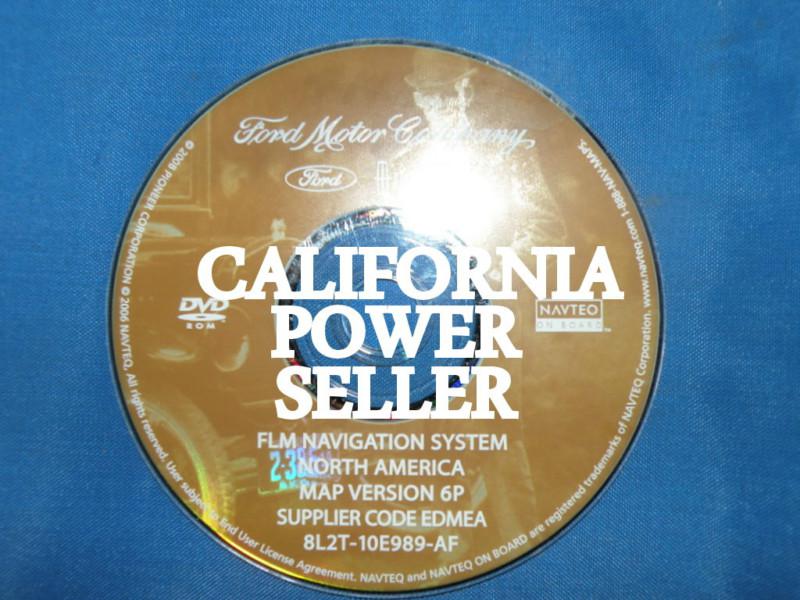 Ford Motor Company
Ford
CALIFORNIA
POWER
SELLER
DVD
ROM
NAVTEQ
ON BOARD™
FLM NAVIGATION SYSTEM
NORTH AMERICA
MAP VERSION 6P
SUPPLIER CODE EDMEA
8L2T-10E989-AF
© 2008 PIONEER CORPORATION © 2006 NAVTEQ. All rights reserved. User subject to End User License Agreement. NAVTEQ and NAVTEQ ON BOARD are registered trademarks of NAVTEQ Corporation. www.navteq.com 1-888-NAV-MAPS.